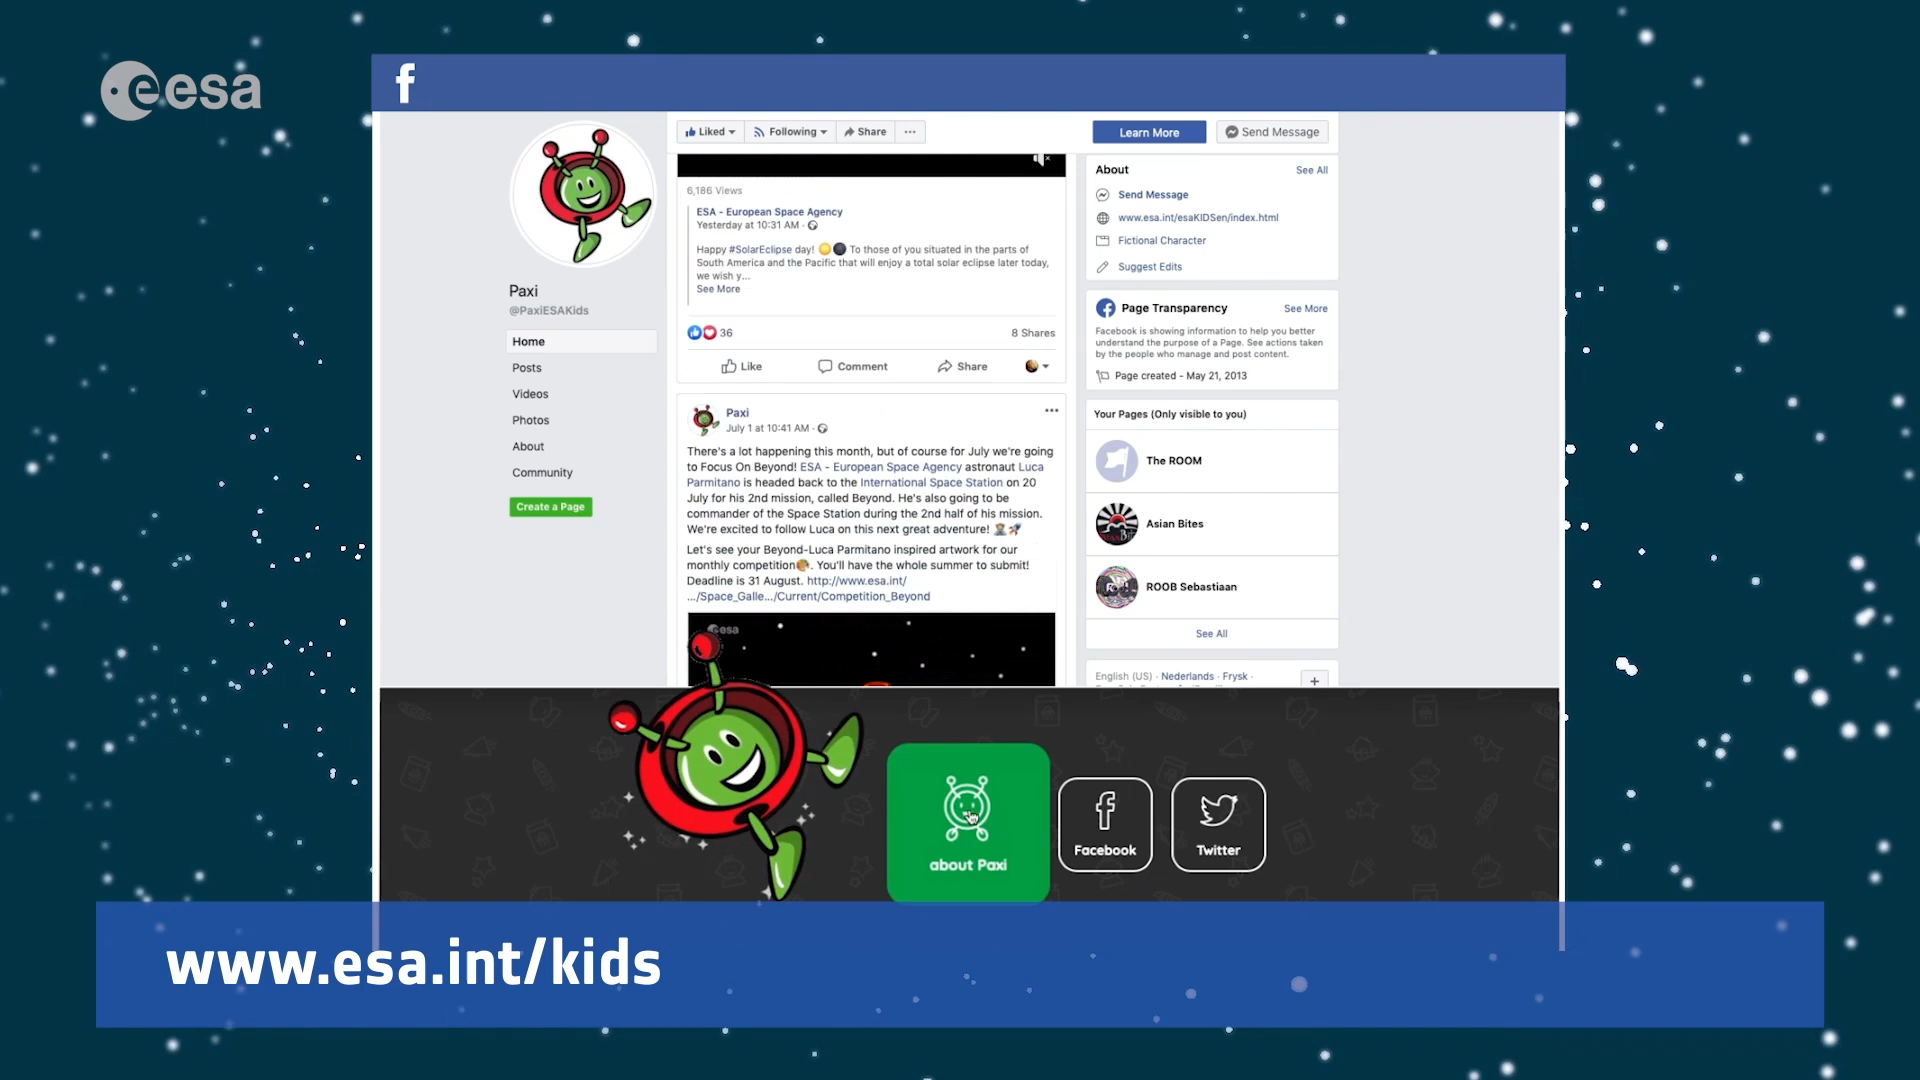 esa
f
Liked
Following
Share
Learn More
Send Message
Paxi
@PaxiESAKids
Home
Posts
Videos
Photos
About
Community
Create a Page
6,186 Views
ESA - European Space Agency
Yesterday at 10:31 AM ·
Happy #SolarEclipse day! To those of you situated in the parts of
South America and the Pacific that will enjoy a total solar eclipse later today,
we wish y...
See More
36
8 Shares
Like
Comment
Share
Paxi
July 1 at 10:41 AM ·
There's a lot happening this month, but of course for July we're going
to Focus On Beyond! ESA - European Space Agency astronaut Luca
Parmitano is headed back to the International Space Station on 20
July for his 2nd mission, called Beyond. He's also going to be
commander of the Space Station during the 2nd half of his mission.
We're excited to follow Luca on this next great adventure!
Let's see your Beyond-Luca Parmitano inspired artwork for our
monthly competition. You'll have the whole summer to submit!
Deadline is 31 August. http://www.esa.int/
.../Space_Galle.../Current/Competition_Beyond
esa
About
See All
Send Message
www.esa.int/esaKIDSen/index.html
Fictional Character
Suggest Edits
Page Transparency
See More
Facebook is showing information to help you better
understand the purpose of a Page. See actions taken
by the people who manage and post content.
Page created - May 21, 2013
Your Pages (Only visible to you)
The ROOM
Asian Bites
ROOB Sebastiaan
See All
English (US) · Nederlands · Frysk ·
about Paxi
Facebook
Twitter
www.esa.int/kids